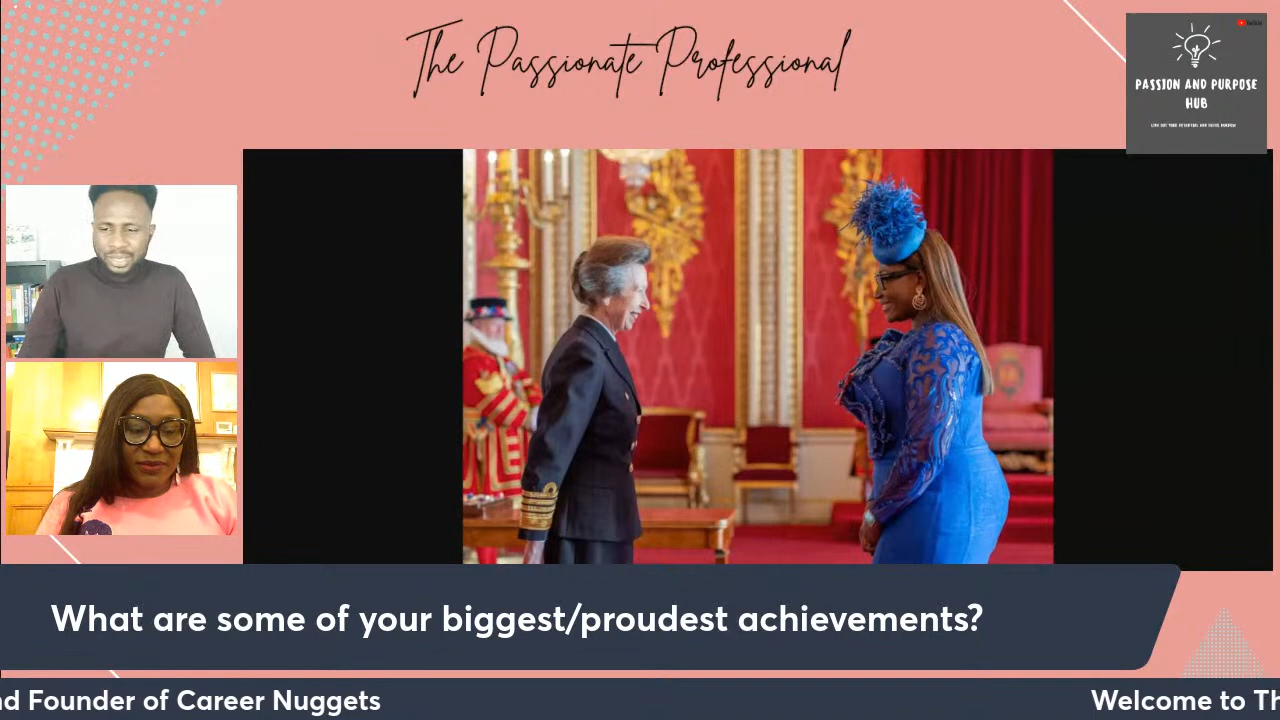 The Passionate Professional
YouTube
PASSION AND PURPOSE
HUB
What are some of your biggest/proudest achievements?
nd Founder of Career Nuggets
Welcome to Th